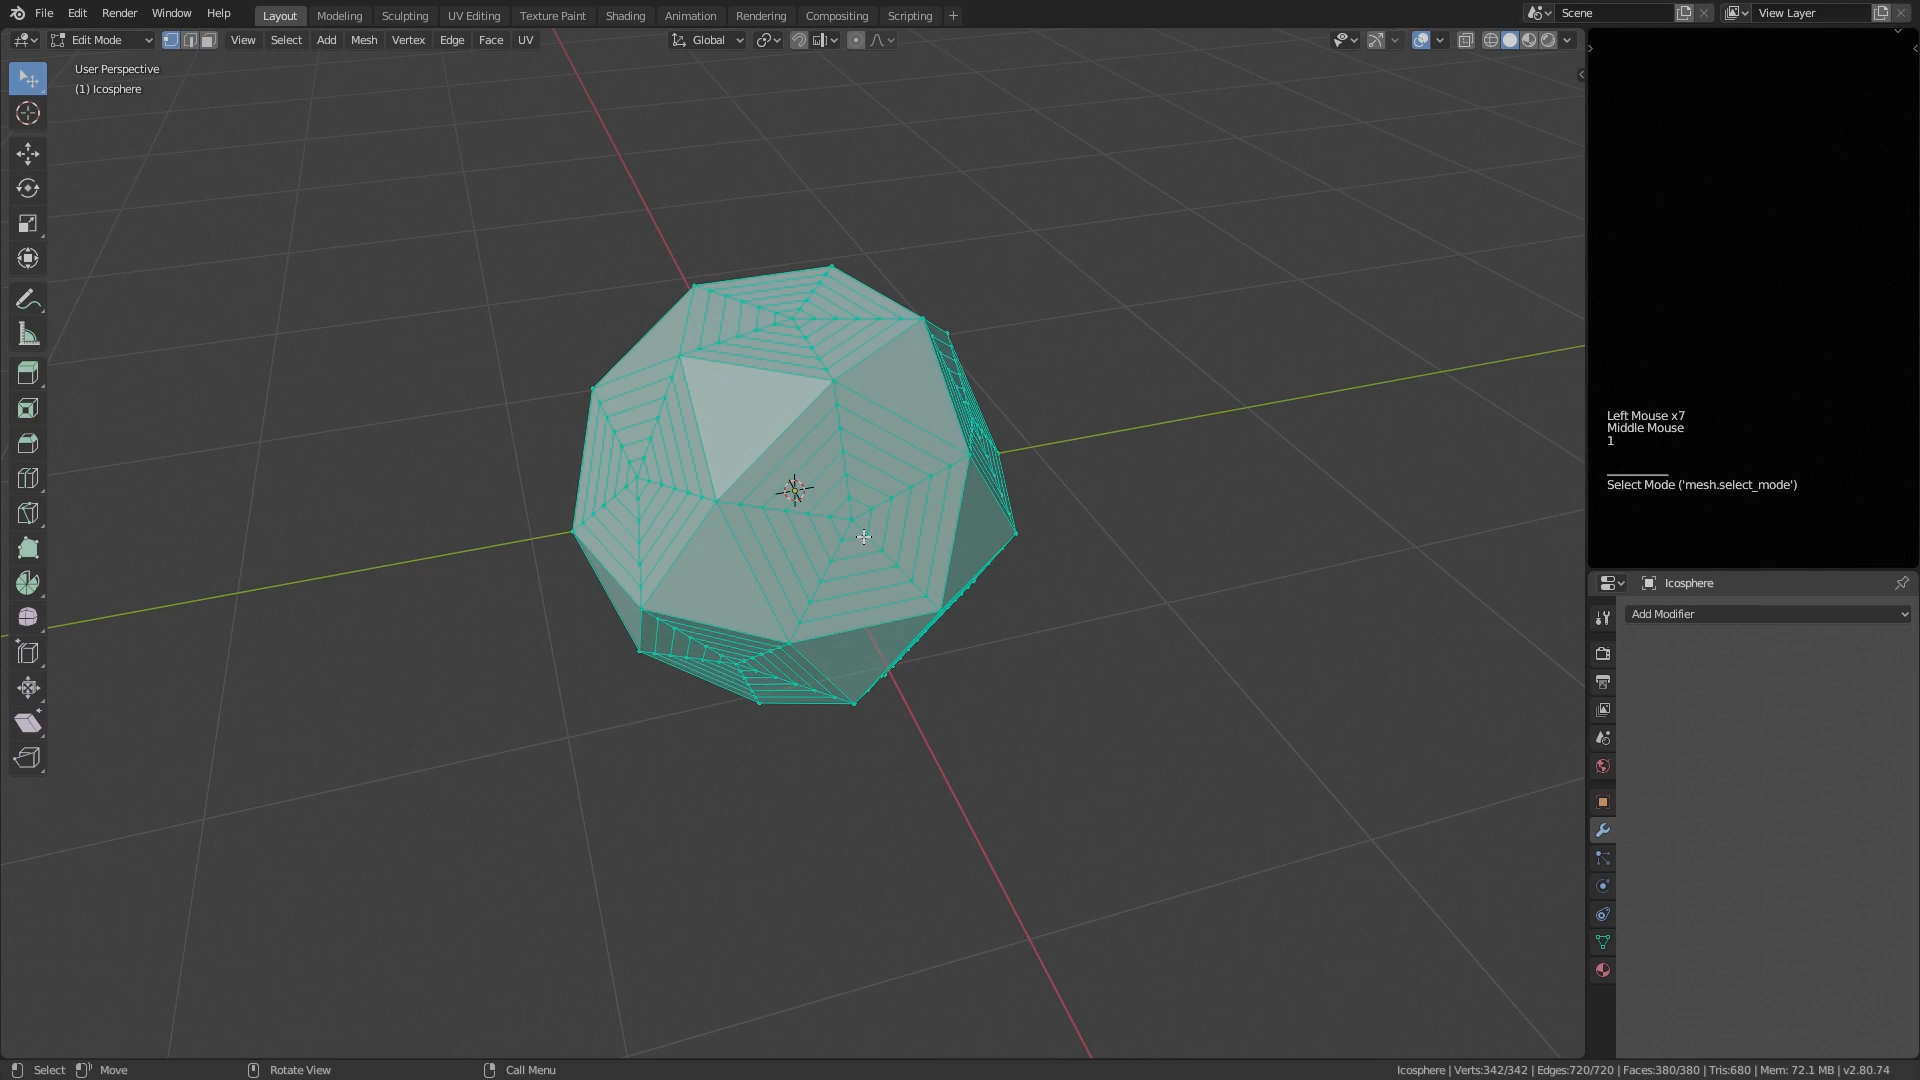 File Edit Render Window Help Layout Modeling Sculpting UV Editing Texture Paint Shading Animation Rendering Compositing Scripting + Scene View Layer
Edit Mode View Select Add Mesh Vertex Edge Face UV Global
User Perspective
(1) Icosphere
Left Mouse x7
Middle Mouse
1
Select Mode ('mesh.select_mode')
Icosphere
Add Modifier
Select Move Rotate View Call Menu Icosphere | Verts:342/342 | Edges:720/720 | Faces:380/380 | Tris:680 | Mem: 72.1 MB | v2.80.74